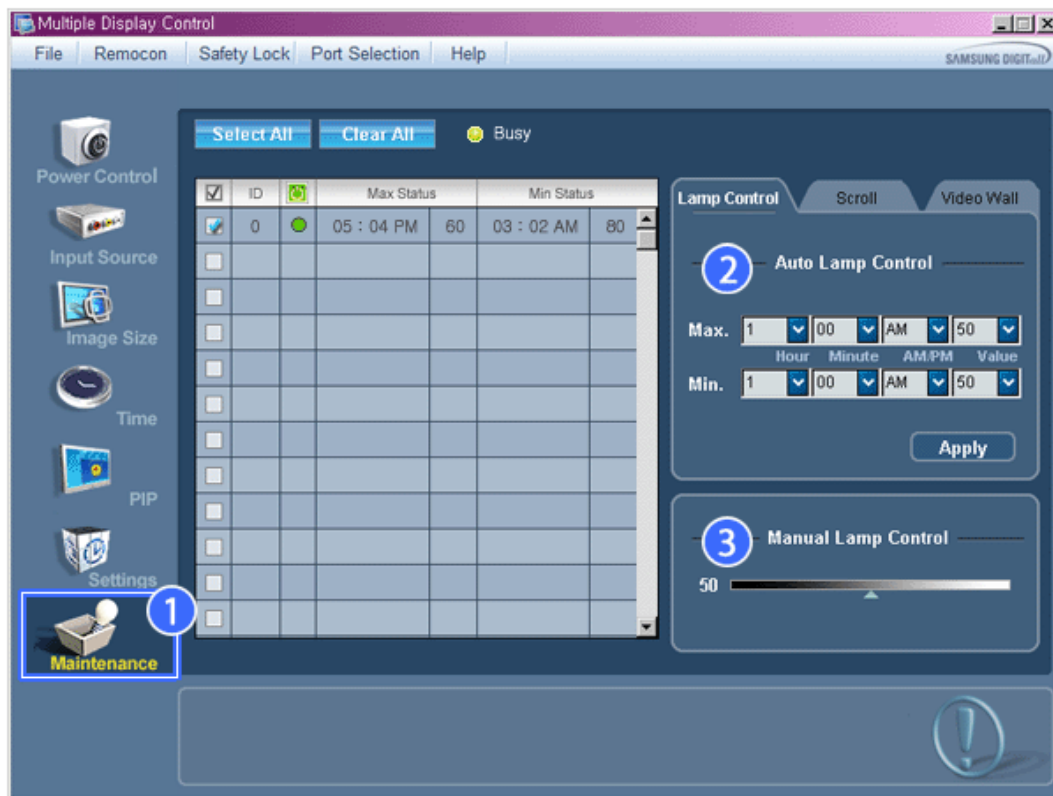 Multiple Display Control
File Remocon Safety Lock Port Selection Help
SAMSUNG DIGITall
Select All Clear All Busy
Power Control
Input Source
Image Size
Time
PIP
Settings
1
Maintenance
ID Max Status Min Status
0 05 : 04 PM 60 03 : 02 AM 80
Lamp Control Scroll Video Wall
2 Auto Lamp Control
Max. 1 00 AM 50
Hour Minute AM/PM Value
Min. 1 00 AM 50
Apply
3 Manual Lamp Control
50